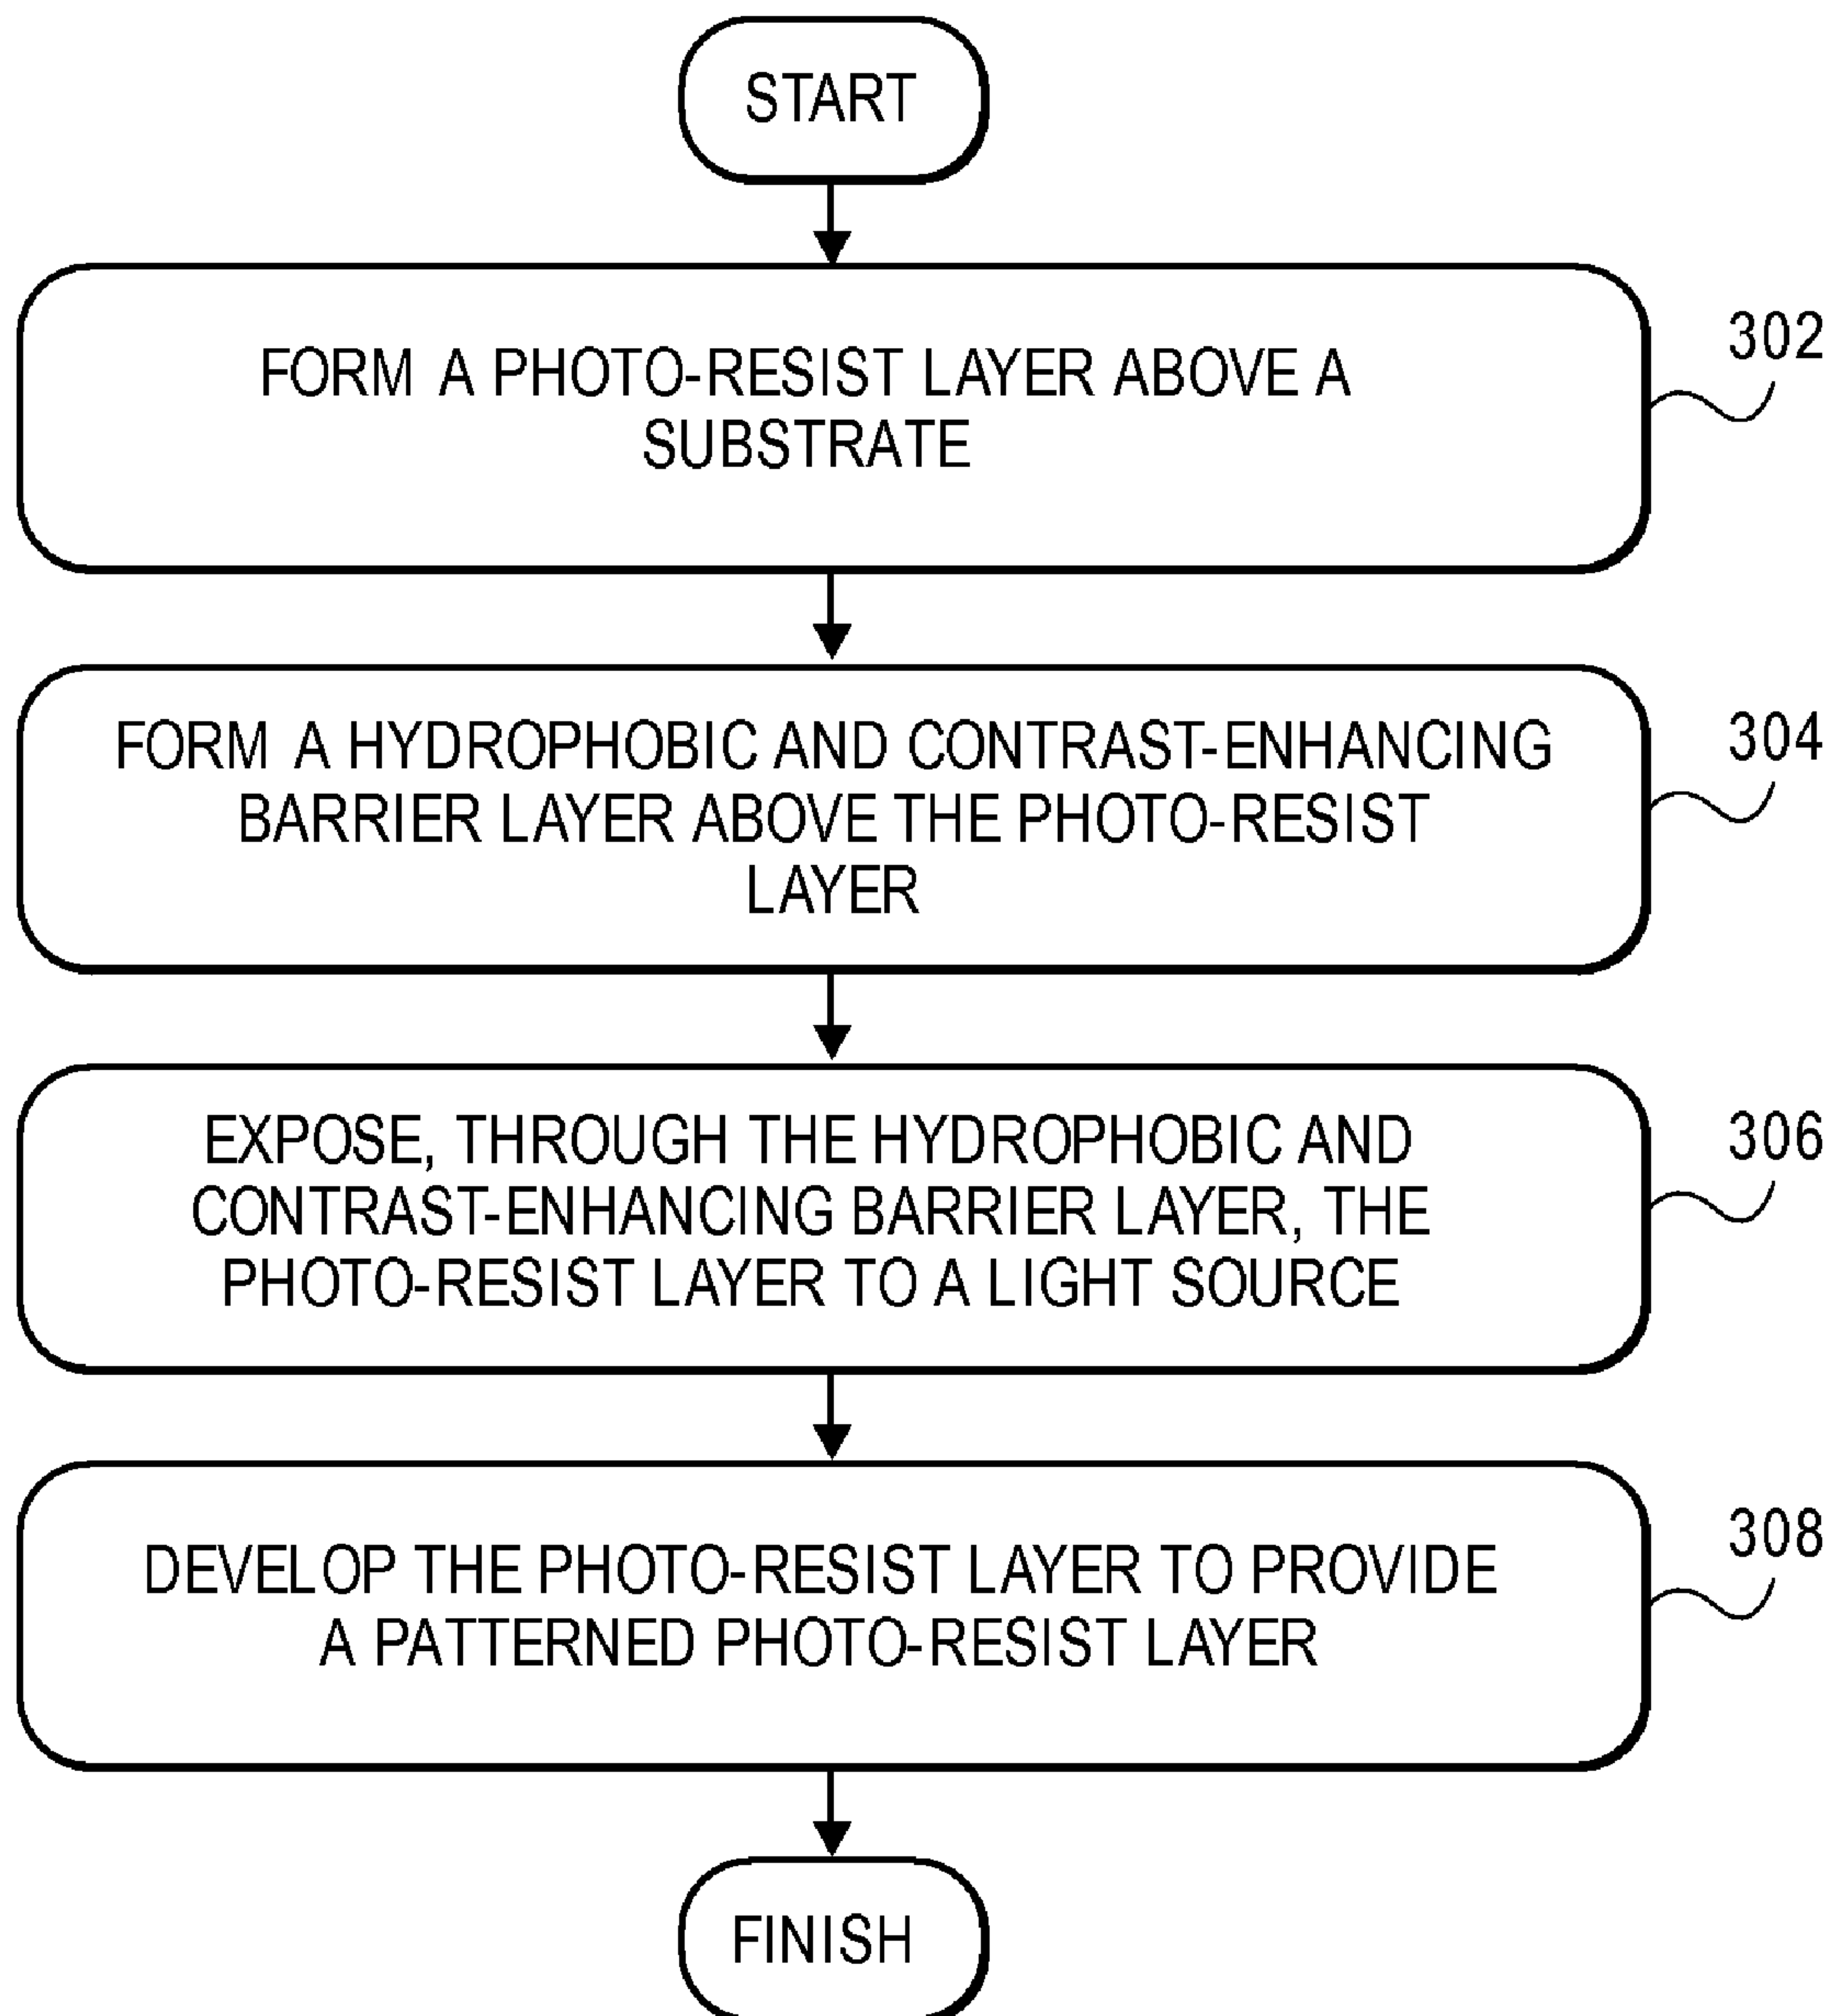 START
FORM A PHOTO-RESIST LAYER ABOVE A
SUBSTRATE
302
FORM A HYDROPHOBIC AND CONTRAST-ENHANCING
BARRIER LAYER ABOVE THE PHOTO-RESIST
LAYER
304
EXPOSE, THROUGH THE HYDROPHOBIC AND
CONTRAST-ENHANCING BARRIER LAYER, THE
PHOTO-RESIST LAYER TO A LIGHT SOURCE
306
DEVELOP THE PHOTO-RESIST LAYER TO PROVIDE
A PATTERNED PHOTO-RESIST LAYER
308
FINISH